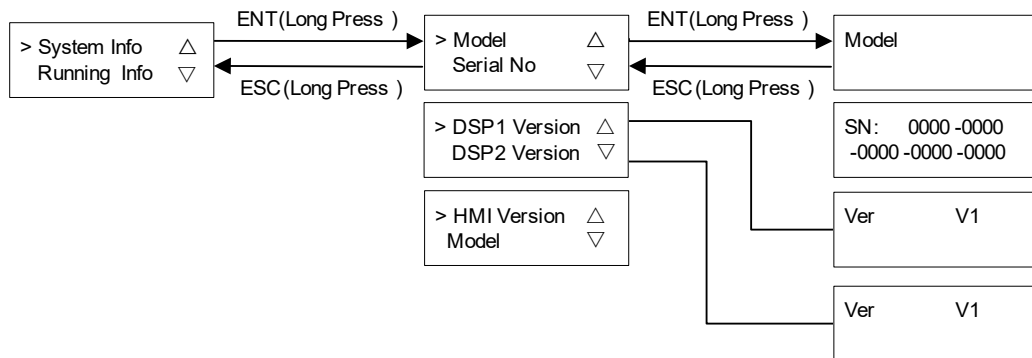 ENT(Long Press )
ENT(Long Press )
> System Info △
Running Info ▽
> Model △
Serial No ▽
Model
ESC(Long Press )
ESC(Long Press )
> DSP1 Version △
DSP2 Version ▽
SN: 0000 -0000
-0000 -0000 -0000
> HMI Version △
Model ▽
Ver V1
Ver V1